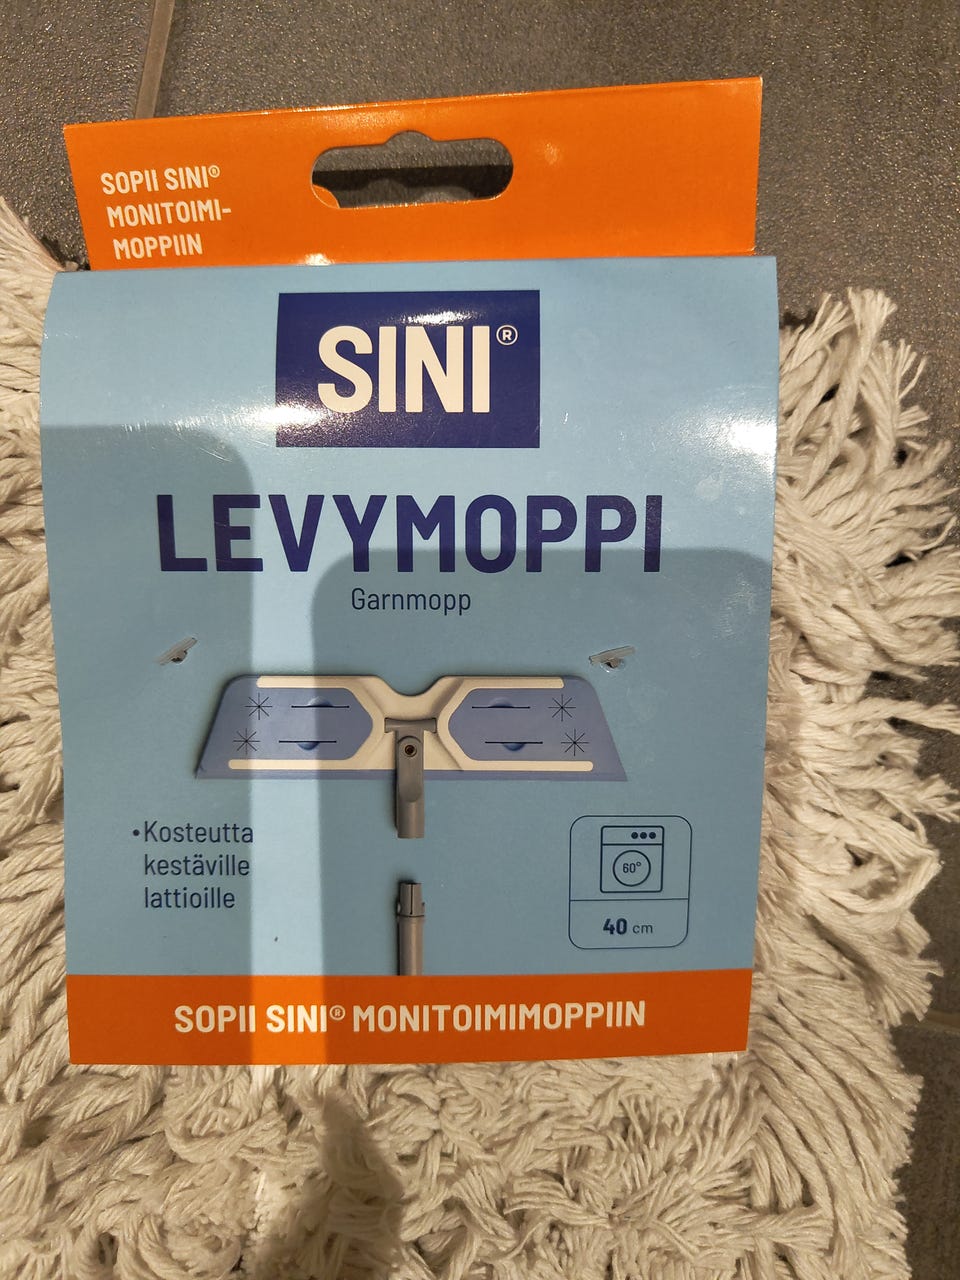 SOPII SINI®
MONITOIMI-
MOPPIIN
SINI®
LEVYMOPPI
Garnmopp
•Kosteutta
kestäville
lattioille
60°
40 cm
SOPII SINI® MONITOIMIMOPPIIN